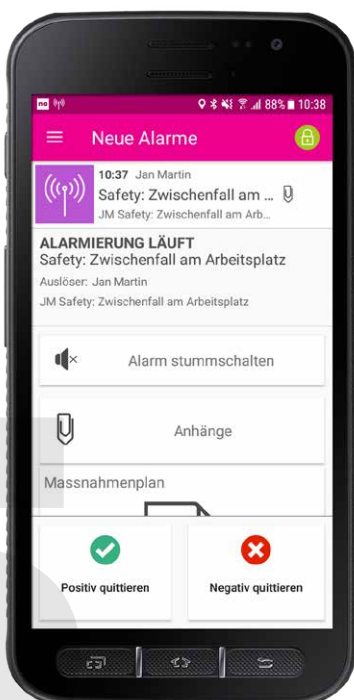 na 88% 10:38
Neue Alarme
10:37 Jan Martin
Safety: Zwischenfall am ...
JM Safety: Zwischenfall am Arb...
ALARMIERUNG LÄUFT
Safety: Zwischenfall am Arbeitsplatz
Auslöser: Jan Martin
JM Safety: Zwischenfall am Arbeitsplatz
Alarm stummschalten
Anhänge
Massnahmenplan
Positiv quittieren
Negativ quittieren